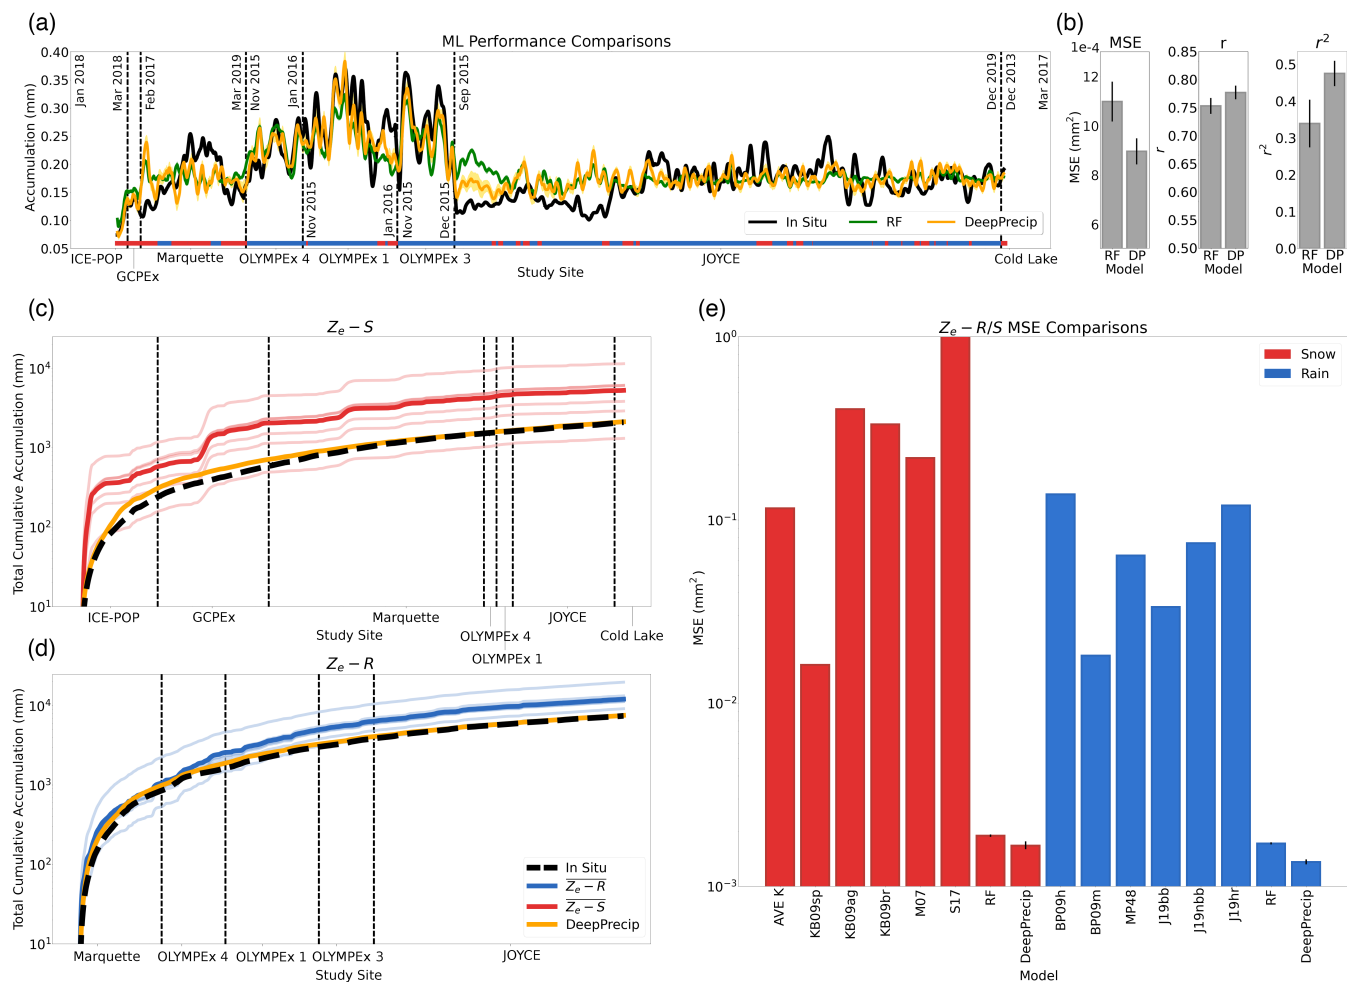 (a)
ML Performance Comparisons
Accumulation (mm)
0.40
0.35
0.30
0.25
0.20
0.15
0.10
0.05
Jan 2018
Mar 2018
Feb 2017
Mar 2019
Nov 2015
Jan 2016
Sep 2015
Dec 2019
Dec 2013
Mar 2017
Nov 2015
Jan 2016
Nov 2015
Dec 2015
In Situ
RF
DeepPrecip
ICE-POP
GCPEx
Marquette
OLYMPEx 4
OLYMPEx 1
OLYMPEx 3
JOYCE
Cold Lake
Study Site
(b)
MSE
1e-4
MSE (mm²)
12
10
8
6
RF DP
Model
r
r
0.85
0.80
0.75
0.70
0.65
0.60
0.55
0.50
RF DP
Model
r²
r²
0.5
0.4
0.3
0.2
0.1
0.0
RF DP
Model
(c)
Zₑ − S
Total Cumulative Accumulation (mm)
10⁴
10³
10²
10¹
ICE-POP
GCPEx
Marquette
OLYMPEx 4
OLYMPEx 1
JOYCE
Cold Lake
Study Site
(d)
Zₑ − R
Total Cumulative Accumulation (mm)
10⁴
10³
10²
10¹
In Situ
Zₑ − R
Zₑ − S
DeepPrecip
Marquette
OLYMPEx 4
OLYMPEx 1
OLYMPEx 3
JOYCE
Study Site
(e)
Zₑ − R/S MSE Comparisons
MSE (mm²)
10⁰
10⁻¹
10⁻²
10⁻³
Snow
Rain
AVE K
KB09sp
KB09ag
KB09br
M07
S17
RF
DeepPrecip
BP09h
BP09m
MP48
J19bb
J19nbb
J19hr
RF
DeepPrecip
Model